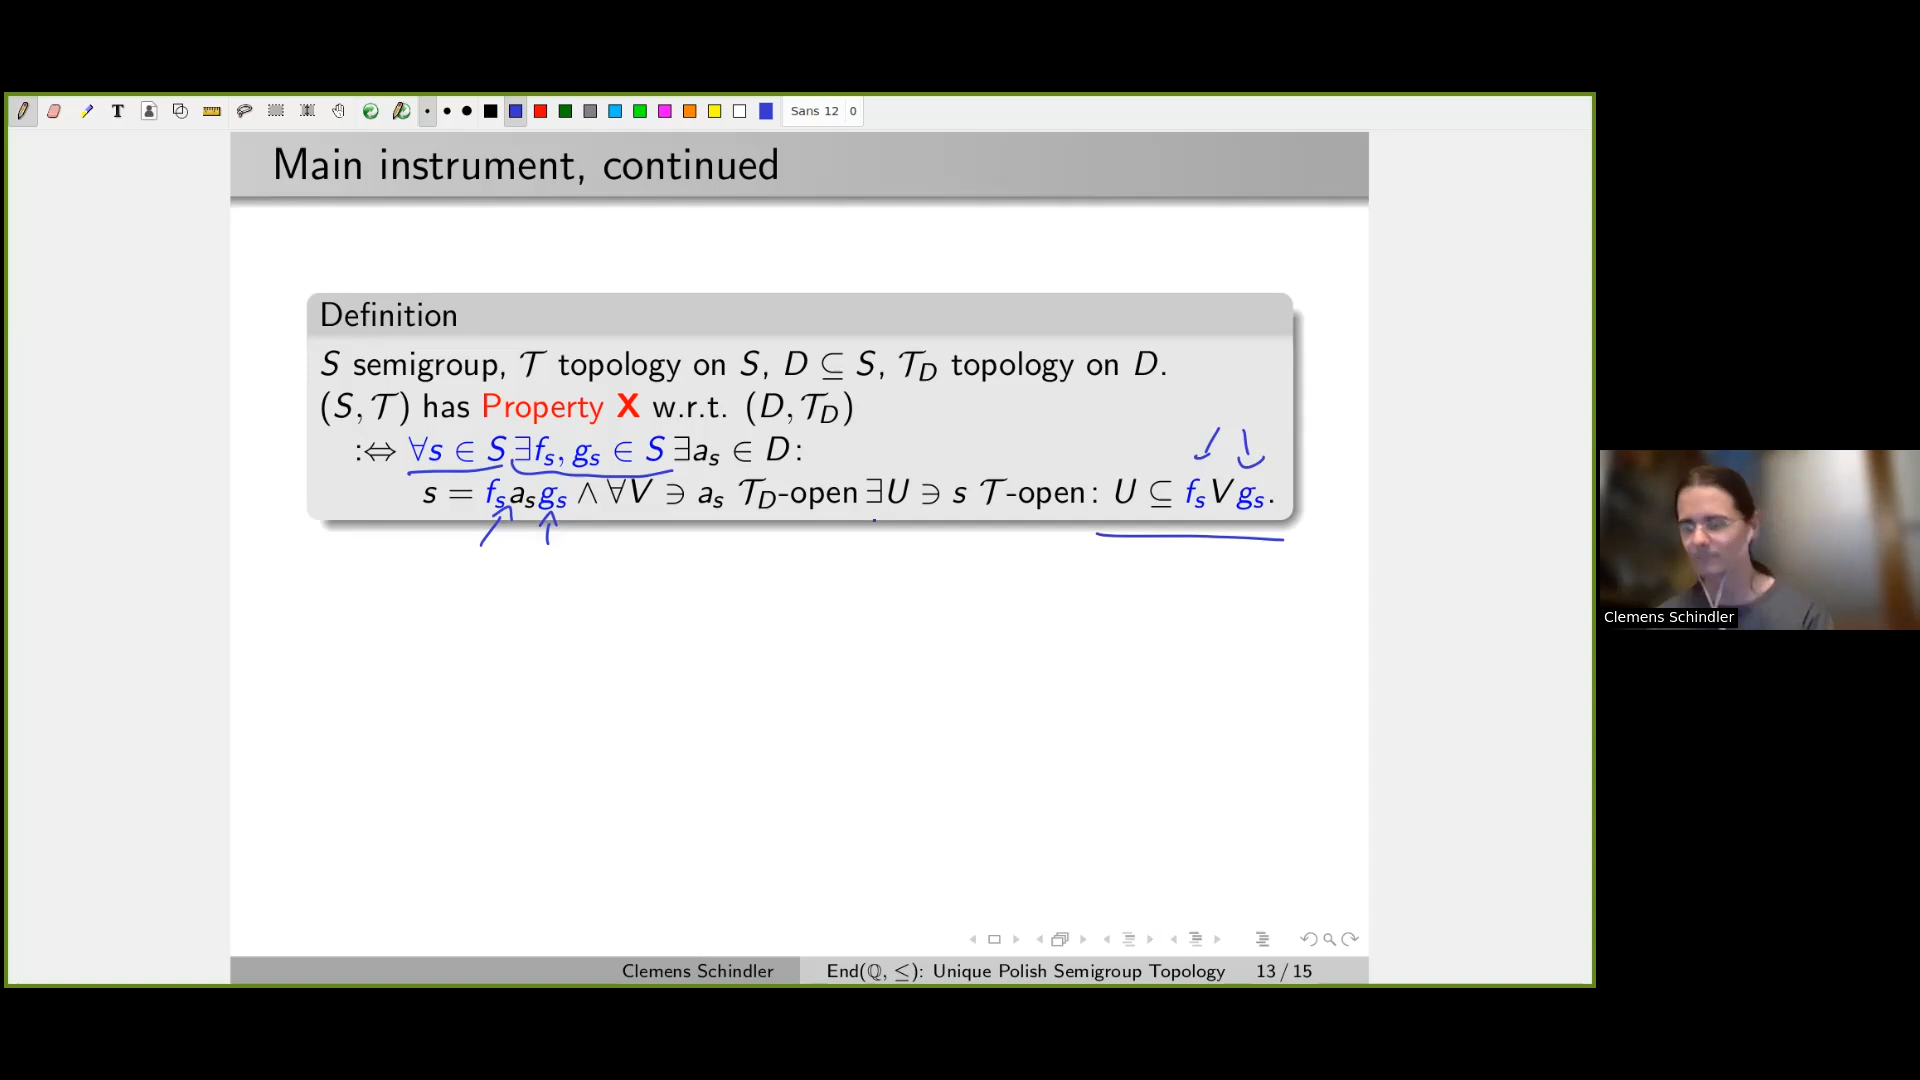 T Sans 12 0
Main instrument, continued
Definition
S semigroup, 𝒯 topology on S, D ⊆ S, 𝒯_D topology on D.
(S, 𝒯) has Property X w.r.t. (D, 𝒯_D)
:⇔ ∀s ∈ S ∃f_s, g_s ∈ S ∃a_s ∈ D:
s = f_s a_s g_s ∧ ∀V ∋ a_s 𝒯_D-open ∃U ∋ s 𝒯-open: U ⊆ f_s V g_s.
Clemens Schindler
Clemens Schindler End(ℚ, ≤): Unique Polish Semigroup Topology 13 / 15